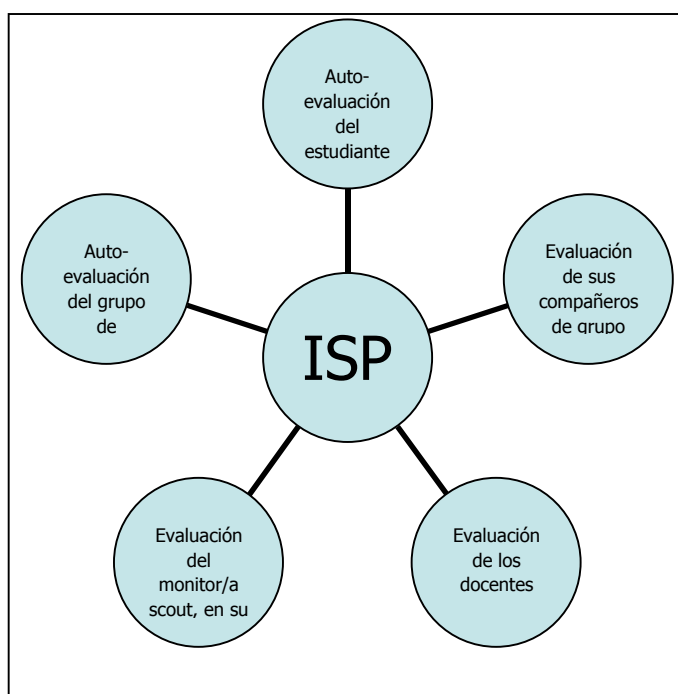 Auto-
evaluación
del
estudiante
Auto-
evaluación
del grupo
de
Evaluación
de sus
compañeros
de grupo
ISP
Evaluación
del
monitor/a
scout, en su
Evaluación
de los
docentes